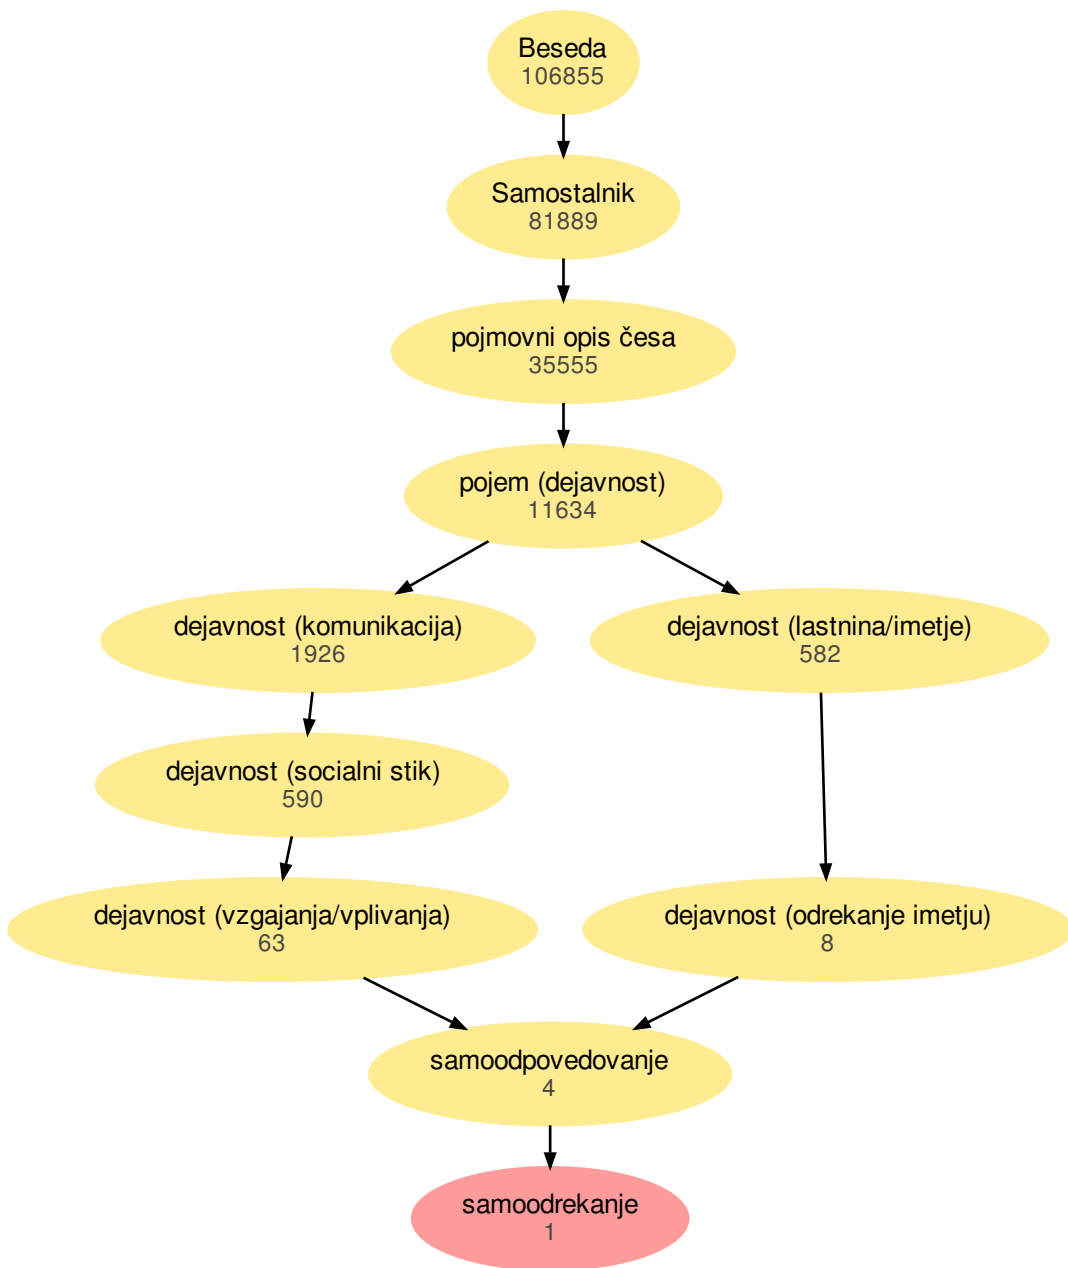 Beseda
106855
Samostalnik
81889
pojmovni opis česa
35555
pojem (dejavnost)
11634
dejavnost (komunikacija)
1926
dejavnost (lastnina/imetje)
582
dejavnost (socialni stik)
590
dejavnost (vzgajanja/vplivanja)
63
dejavnost (odrekanje imetju)
8
samoodpovedovanje
4
samoodrekanje
1